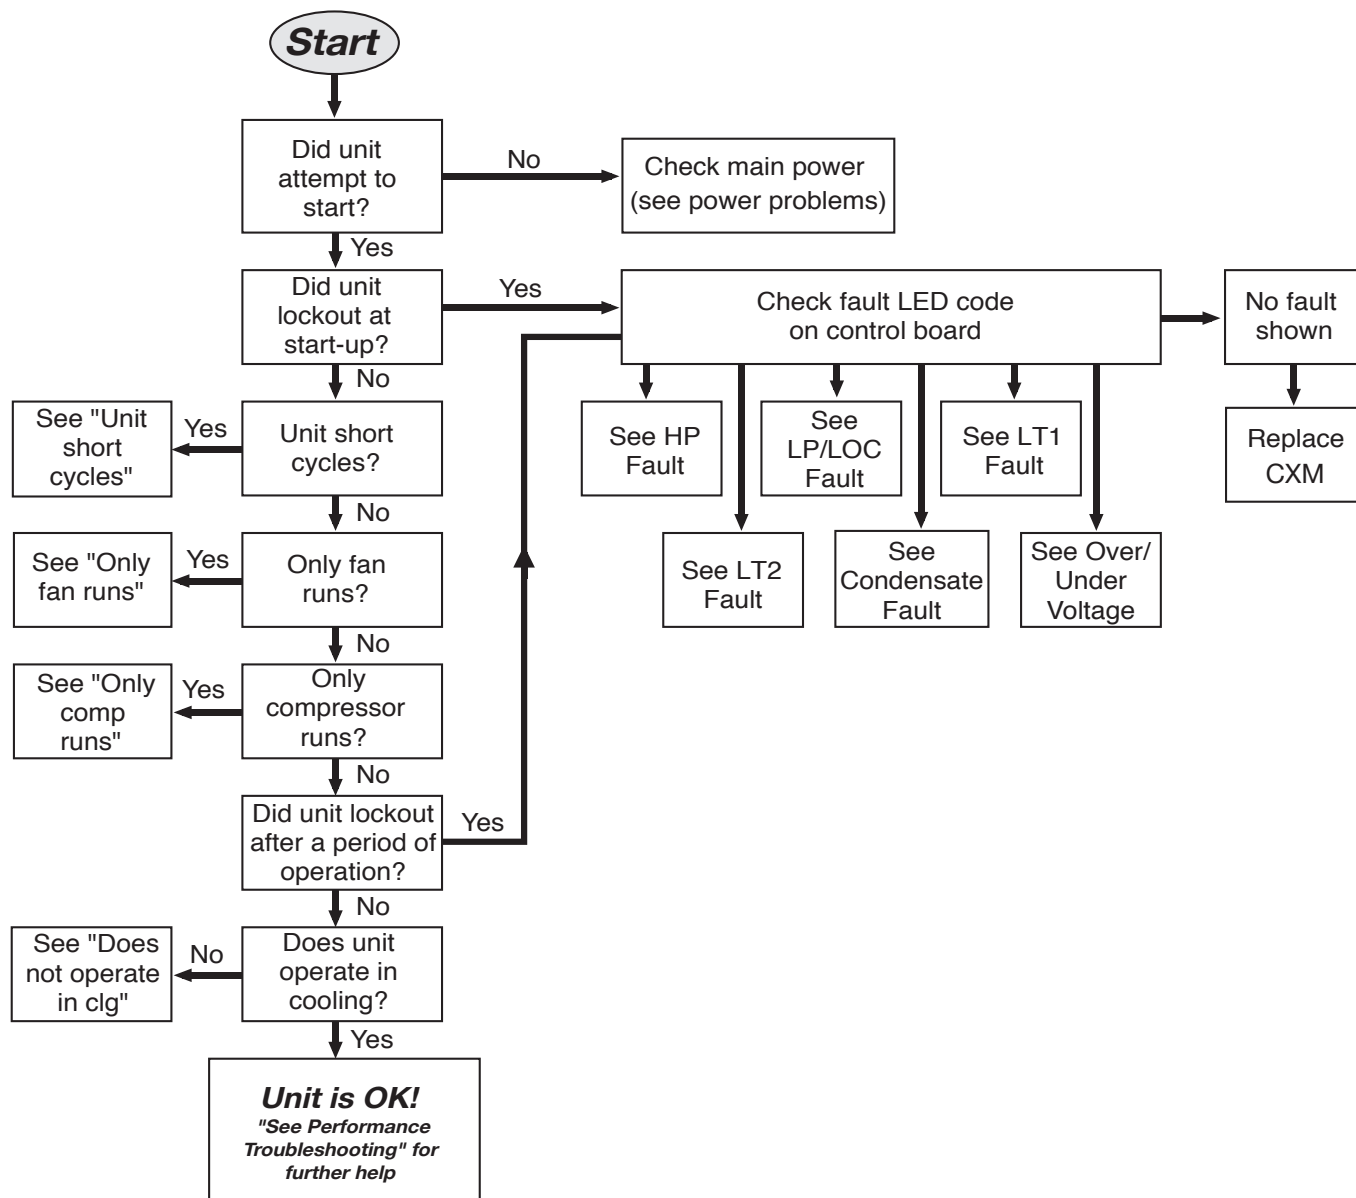 Start
Did unit
attempt to
start?
No
Check main power
(see power problems)
Yes
Did unit
lockout at
start-up?
Yes
Check fault LED code
on control board
No fault
shown
No
See "Unit
short
cycles"
Yes
Unit short
cycles?
See HP
Fault
See
LP/LOC
Fault
See LT1
Fault
Replace
CXM
No
See "Only
fan runs"
Yes
Only fan
runs?
See LT2
Fault
See
Condensate
Fault
See Over/
Under
Voltage
No
See "Only
comp
runs"
Yes
Only
compressor
runs?
No
Did unit lockout
after a period of
operation?
Yes
No
See "Does
not operate
in clg"
No
Does unit
operate in
cooling?
Yes
Unit is OK!
"See Performance
Troubleshooting" for
further help